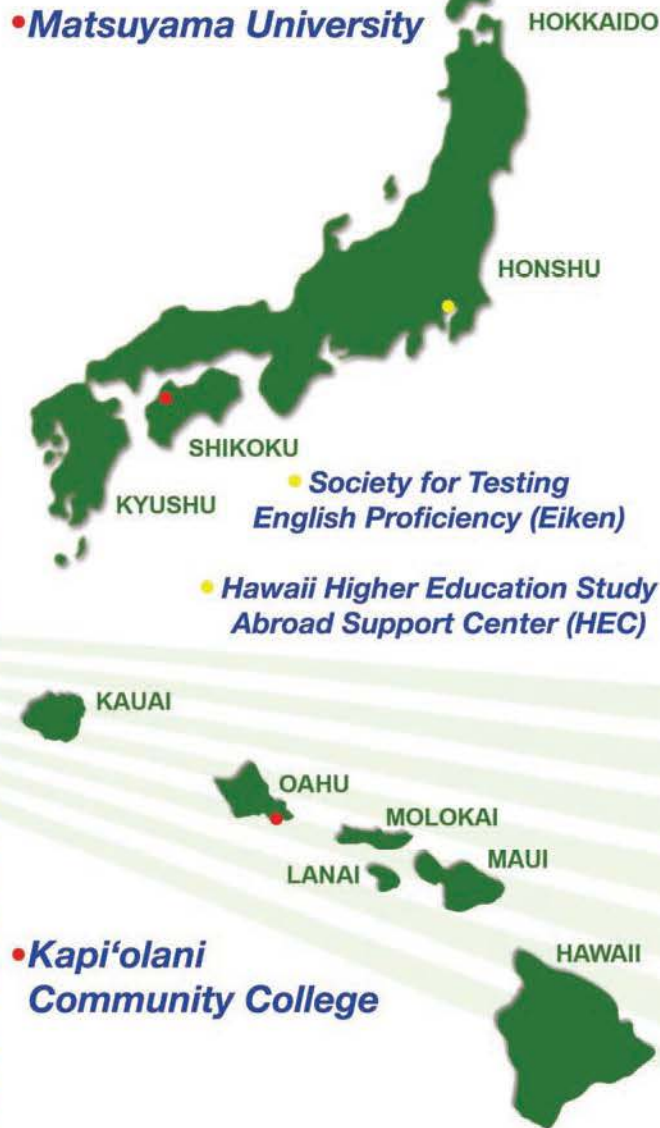 •Matsuyama University
HOKKAIDO
HONSHU
SHIKOKU
KYUSHU
• Society for Testing
English Proficiency (Eiken)
• Hawaii Higher Education Study
Abroad Support Center (HEC)
KAUAI
OAHU
MOLOKAI
LANAI
MAUI
•Kapi‘olani
Community College
HAWAII